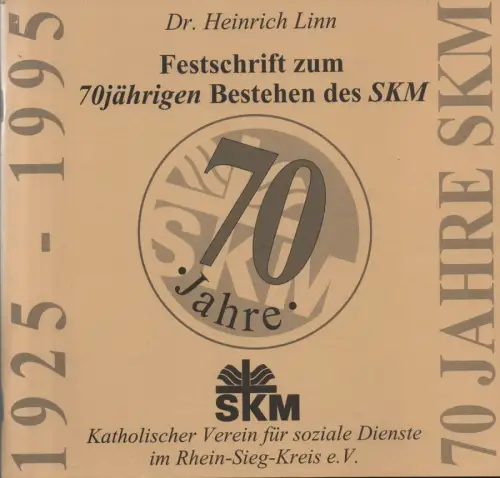 Dr. Heinrich Linn
Festschrift zum
70jährigen Bestehen des SKM
1925 - 1995
70 JAHRE SKM
SKM
70
·Jahre·
SKM
Katholischer Verein für soziale Dienste
im Rhein-Sieg-Kreis e.V.